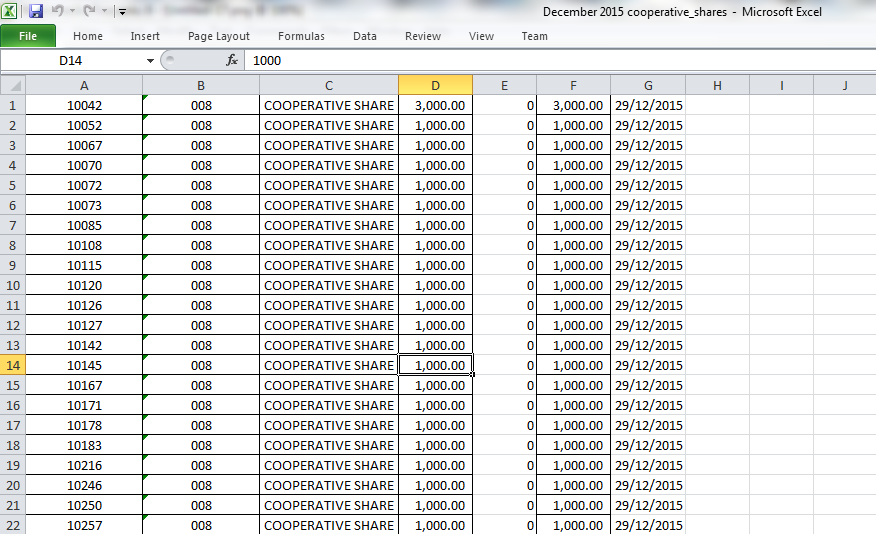 December 2015 cooperative_shares - Microsoft Excel
File Home Insert Page Layout Formulas Data Review View Team
D14 fx 1000
A B C D E F G H I J
1 10042 008 COOPERATIVE SHARE 3,000.00 0 3,000.00 29/12/2015
2 10052 008 COOPERATIVE SHARE 1,000.00 0 1,000.00 29/12/2015
3 10067 008 COOPERATIVE SHARE 1,000.00 0 1,000.00 29/12/2015
4 10070 008 COOPERATIVE SHARE 1,000.00 0 1,000.00 29/12/2015
5 10072 008 COOPERATIVE SHARE 1,000.00 0 1,000.00 29/12/2015
6 10073 008 COOPERATIVE SHARE 1,000.00 0 1,000.00 29/12/2015
7 10085 008 COOPERATIVE SHARE 1,000.00 0 1,000.00 29/12/2015
8 10108 008 COOPERATIVE SHARE 1,000.00 0 1,000.00 29/12/2015
9 10115 008 COOPERATIVE SHARE 1,000.00 0 1,000.00 29/12/2015
10 10120 008 COOPERATIVE SHARE 1,000.00 0 1,000.00 29/12/2015
11 10126 008 COOPERATIVE SHARE 1,000.00 0 1,000.00 29/12/2015
12 10127 008 COOPERATIVE SHARE 1,000.00 0 1,000.00 29/12/2015
13 10142 008 COOPERATIVE SHARE 1,000.00 0 1,000.00 29/12/2015
14 10145 008 COOPERATIVE SHARE 1,000.00 0 1,000.00 29/12/2015
15 10167 008 COOPERATIVE SHARE 1,000.00 0 1,000.00 29/12/2015
16 10171 008 COOPERATIVE SHARE 1,000.00 0 1,000.00 29/12/2015
17 10178 008 COOPERATIVE SHARE 1,000.00 0 1,000.00 29/12/2015
18 10183 008 COOPERATIVE SHARE 1,000.00 0 1,000.00 29/12/2015
19 10216 008 COOPERATIVE SHARE 1,000.00 0 1,000.00 29/12/2015
20 10246 008 COOPERATIVE SHARE 1,000.00 0 1,000.00 29/12/2015
21 10250 008 COOPERATIVE SHARE 1,000.00 0 1,000.00 29/12/2015
22 10257 008 COOPERATIVE SHARE 1,000.00 0 1,000.00 29/12/2015